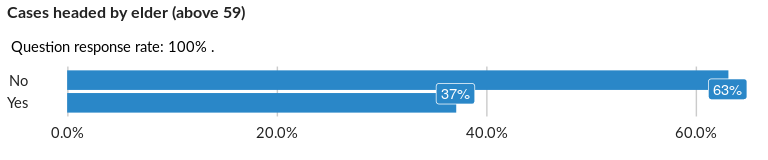 Cases headed by elder (above 59)
Question response rate: 100% .
No
63%
Yes
37%
0.0%
20.0%
40.0%
60.0%